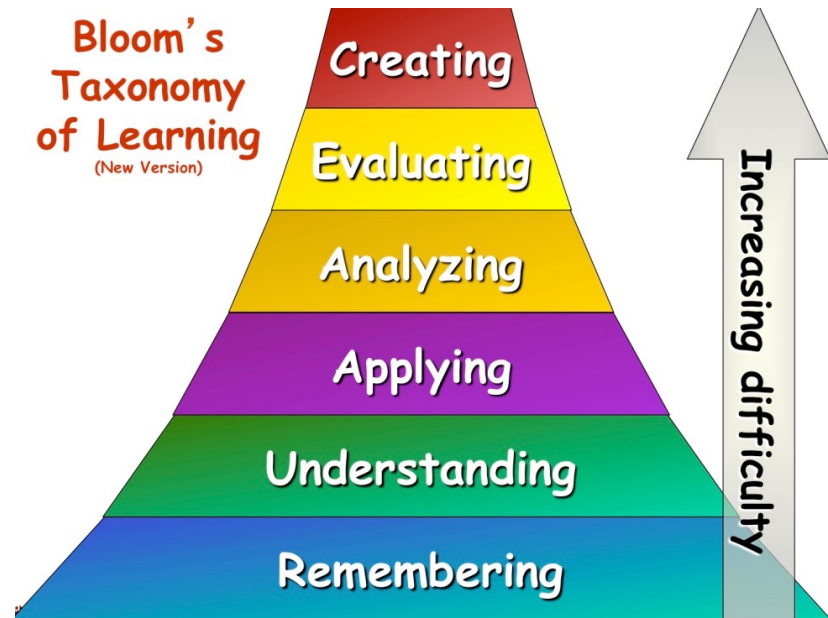 Bloom's
Taxonomy
of Learning
(New Version)
Creating
Evaluating
Analyzing
Applying
Understanding
Remembering
Increasing difficulty